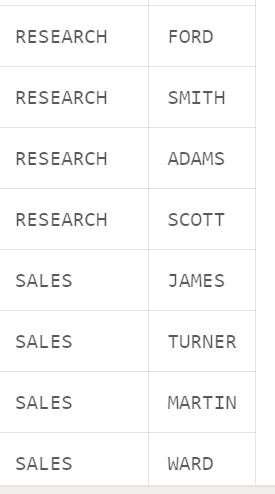 RESEARCH FORD
RESEARCH SMITH
RESEARCH ADAMS
RESEARCH SCOTT
SALES JAMES
SALES TURNER
SALES MARTIN
SALES WARD